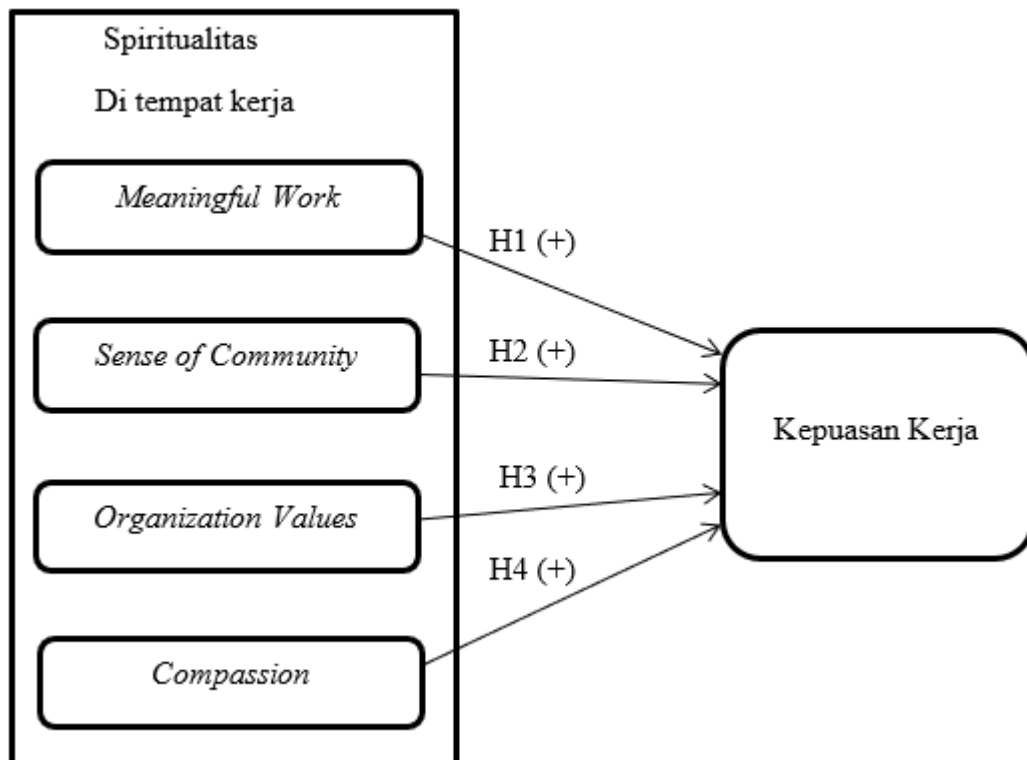 Spiritualitas
Di tempat kerja
Meaningful Work
H1 (+)
Sense of Community
H2 (+)
Kepuasan Kerja
H3 (+)
Organization Values
H4 (+)
Compassion